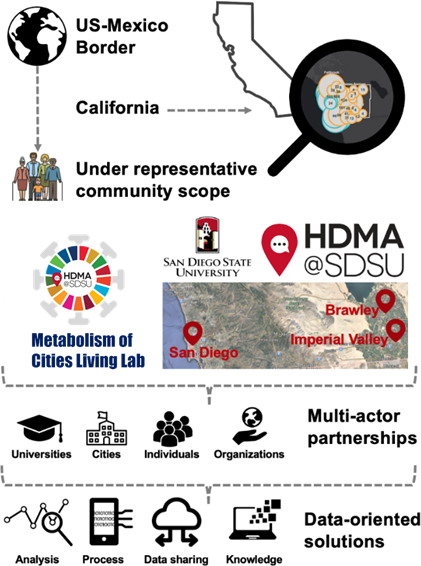 US-Mexico
Border
California
Under representative
community scope
SAN DIEGO STATE
UNIVERSITY
HDMA
@SDSU
HDMA
@SDSU
Metabolism of
Cities Living Lab
San Diego
Brawley
Imperial Valley
Multi-actor
partnerships
Universities
Cities
Individuals
Organizations
Data-oriented
solutions
Analysis
Process
Data sharing
Knowledge